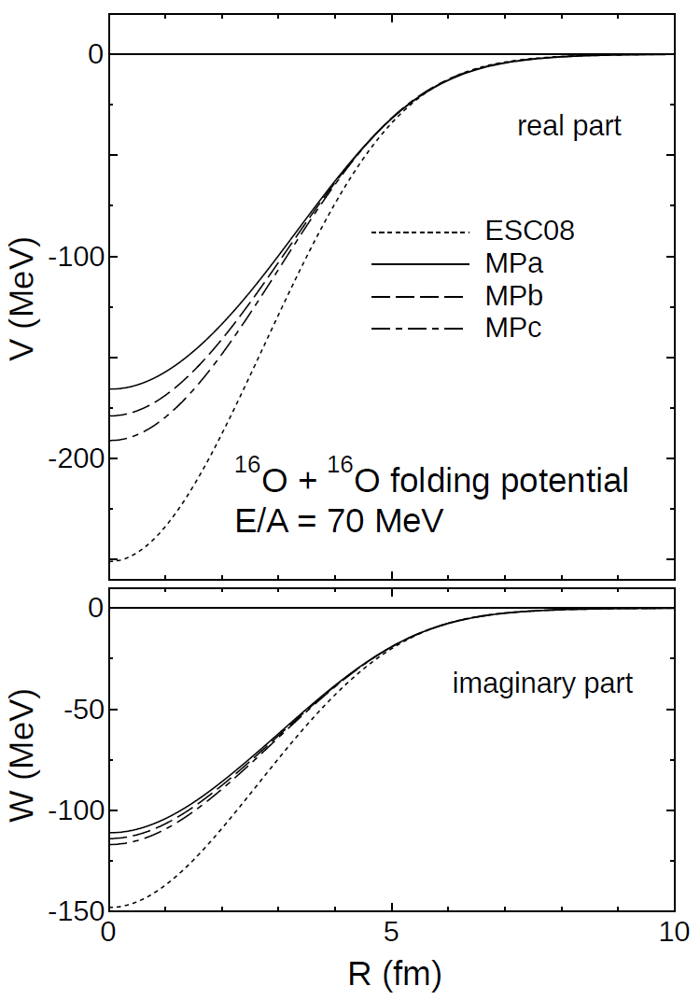 0
real part
V (MeV)
-100
ESC08
MPa
MPb
MPc
-200
16O + 16O folding potential
E/A = 70 MeV
0
imaginary part
W (MeV)
-50
-100
-150
0 5 10
R (fm)